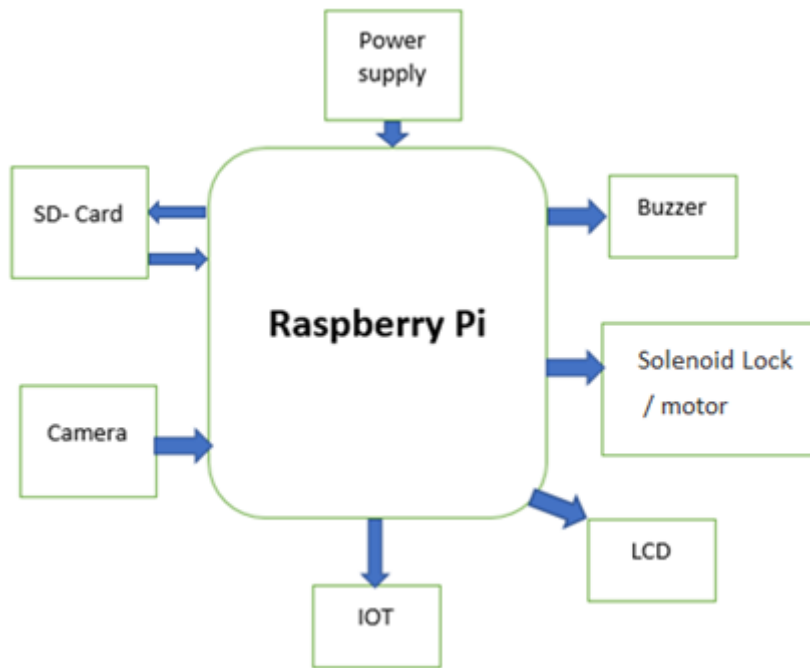 Power
supply
SD- Card
Buzzer
Raspberry Pi
Solenoid Lock
/ motor
Camera
LCD
IOT